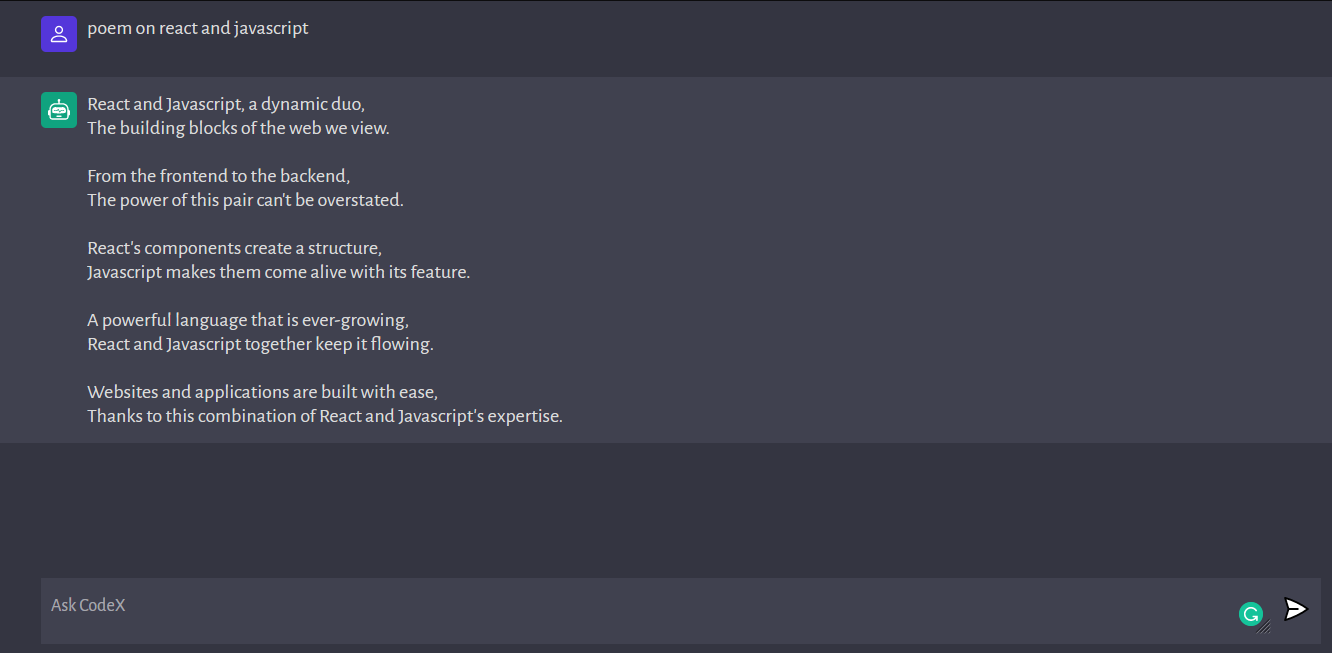 poem on react and javascript
React and Javascript, a dynamic duo,
The building blocks of the web we view.
From the frontend to the backend,
The power of this pair can't be overstated.
React's components create a structure,
Javascript makes them come alive with its feature.
A powerful language that is ever-growing,
React and Javascript together keep it flowing.
Websites and applications are built with ease,
Thanks to this combination of React and Javascript's expertise.
Ask CodeX